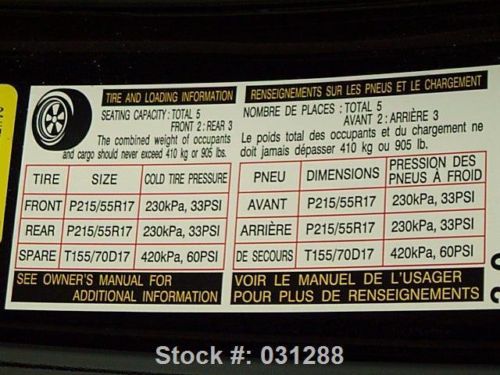 TIRE AND LOADING INFORMATION
SEATING CAPACITY: TOTAL 5
FRONT 2: REAR 3
The combined weight of occupants
and cargo should never exceed 410 kg or 905 lbs.
TIRE SIZE COLD TIRE PRESSURE
FRONT P215/55R17 230kPa, 33PSI
REAR P215/55R17 230kPa, 33PSI
SPARE T155/70D17 420kPa, 60PSI
SEE OWNER'S MANUAL FOR
ADDITIONAL INFORMATION
RENSEIGNEMENTS SUR LES PNEUS ET LE CHARGEMENT
NOMBRE DE PLACES : TOTAL 5
AVANT 2 : ARRIÈRE 3
Le poids total des occupants et du chargement ne
doit jamais dépasser 410 kg ou 905 lb.
PNEU DIMENSIONS PRESSION DES
PNEUS À FROID
AVANT P215/55R17 230kPa, 33PSI
ARRIÈRE P215/55R17 230kPa, 33PSI
DE SECOURS T155/70D17 420kPa, 60PSI
VOIR LE MANUEL DE L'USAGER
POUR PLUS DE RENSEIGNEMENTS
Stock #: 031288